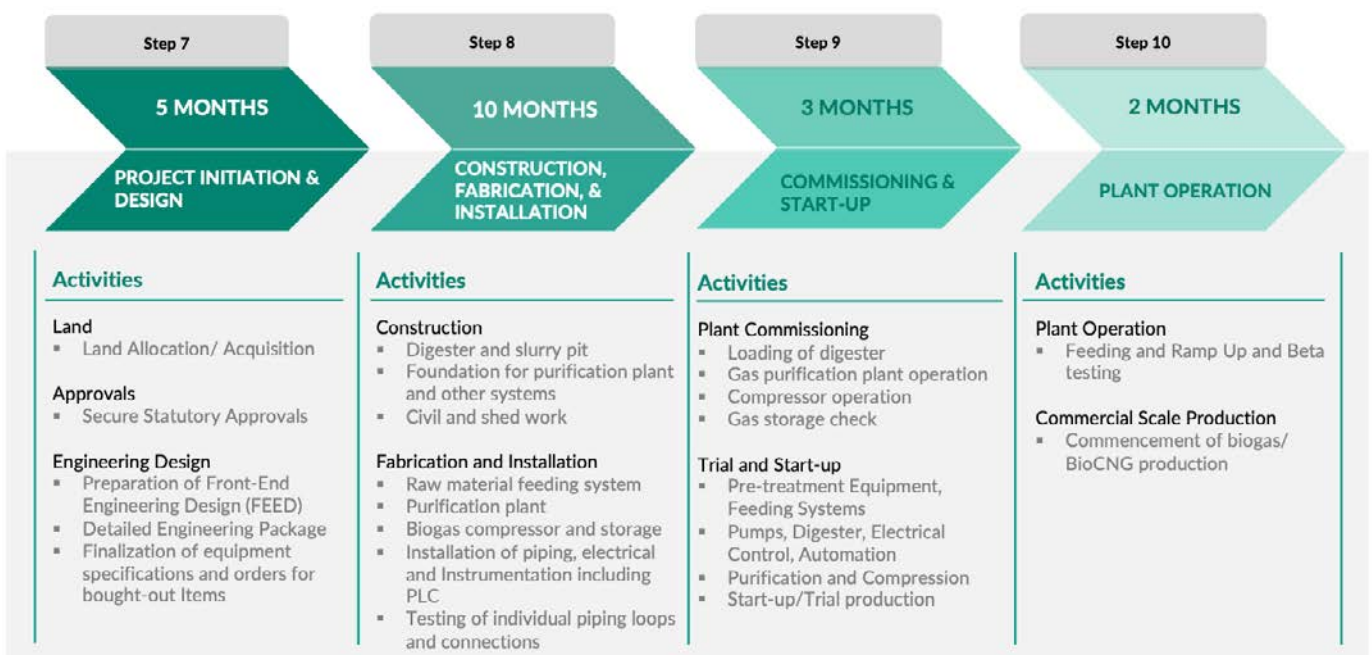 Step 7
5 MONTHS
PROJECT INITIATION &
DESIGN
Activities
Land
▪ Land Allocation/ Acquisition
Approvals
▪ Secure Statutory Approvals
Engineering Design
▪ Preparation of Front-End
Engineering Design (FEED)
▪ Detailed Engineering Package
▪ Finalization of equipment
specifications and orders for
bought-out Items
Step 8
10 MONTHS
CONSTRUCTION,
FABRICATION, &
INSTALLATION
Activities
Construction
▪ Digester and slurry pit
▪ Foundation for purification plant
and other systems
▪ Civil and shed work
Fabrication and Installation
▪ Raw material feeding system
▪ Purification plant
▪ Biogas compressor and storage
▪ Installation of piping, electrical
and Instrumentation including
PLC
▪ Testing of individual piping loops
and connections
Step 9
3 MONTHS
COMMISSIONING &
START-UP
Activities
Plant Commissioning
▪ Loading of digester
▪ Gas purification plant operation
▪ Compressor operation
▪ Gas storage check
Trial and Start-up
▪ Pre-treatment Equipment,
Feeding Systems
▪ Pumps, Digester, Electrical
Control, Automation
▪ Purification and Compression
▪ Start-up/Trial production
Step 10
2 MONTHS
PLANT OPERATION
Activities
Plant Operation
▪ Feeding and Ramp Up and Beta
testing
Commercial Scale Production
▪ Commencement of biogas/
BioCNG production